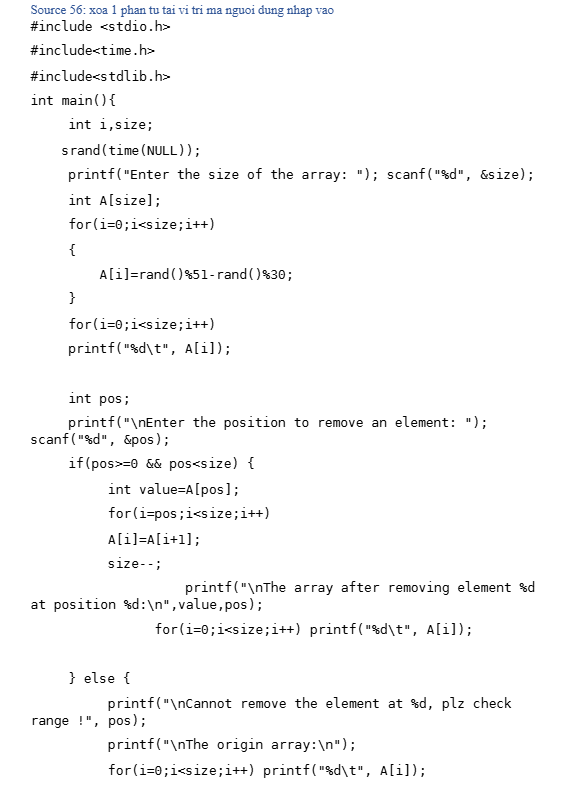 Source 56: xoa 1 phan tu tai vi tri ma nguoi dung nhap vao
#include <stdio.h>
#include<time.h>
#include<stdlib.h>
int main(){
int i,size;
srand(time(NULL));
printf("Enter the size of the array: "); scanf("%d", &size);
int A[size];
for(i=0;i<size;i++)
{
A[i]=rand()%51-rand()%30;
}
for(i=0;i<size;i++)
printf("%d\t", A[i]);
int pos;
printf("\nEnter the position to remove an element: ");
scanf("%d", &pos);
if(pos>=0 && pos<size) {
int value=A[pos];
for(i=pos;i<size;i++)
A[i]=A[i+1];
size--;
printf("\nThe array after removing element %d
at position %d:\n",value,pos);
for(i=0;i<size;i++) printf("%d\t", A[i]);
} else {
printf("\nCannot remove the element at %d, plz check
range !", pos);
printf("\nThe origin array:\n");
for(i=0;i<size;i++) printf("%d\t", A[i]);